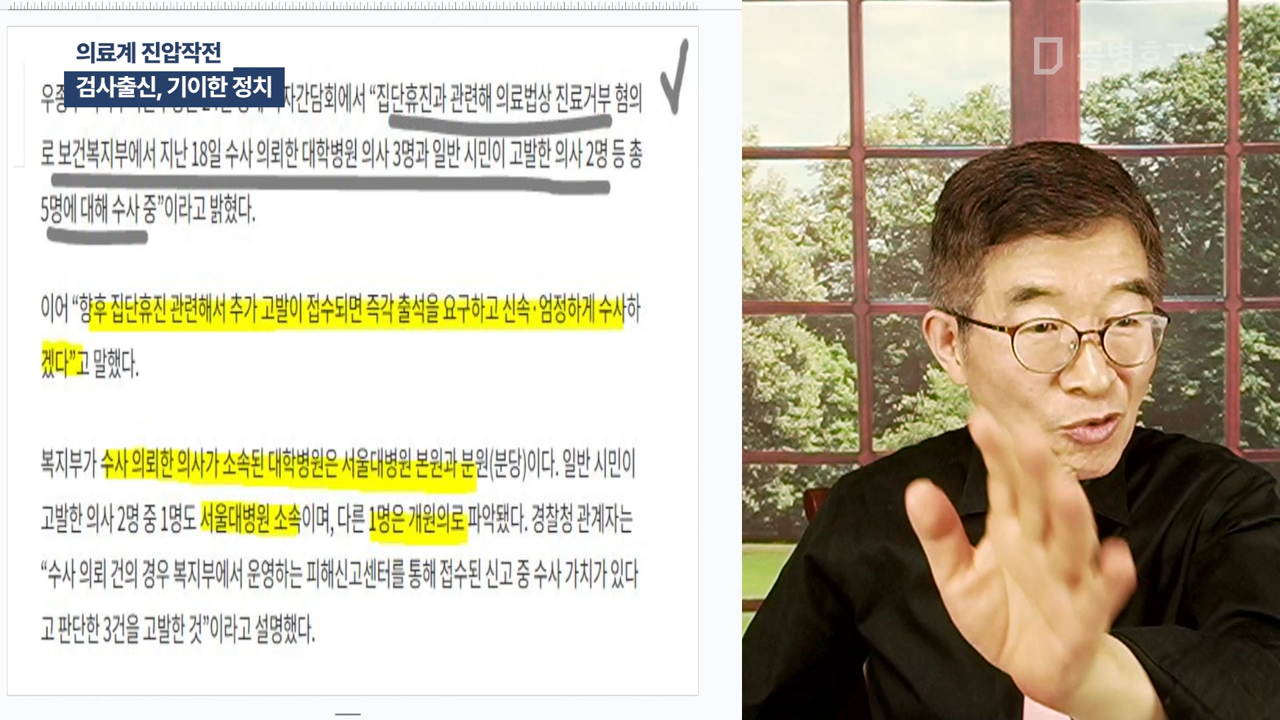 의료계 진압작전
검사출신, 기이한 정치
자간담회에서 “집단휴진과 관련해 의료법상 진료거부 혐의
로 보건복지부에서 지난 18일 수사 의뢰한 대학병원 의사 3명과 일반 시민이 고발한 의사 2명 등 총
5명에 대해 수사 중”이라고 밝혔다.
이어 “향후 집단휴진 관련해서 추가 고발이 접수되면 즉각 출석을 요구하고 신속·엄정하게 수사하
겠다”고 말했다.
복지부가 수사 의뢰한 의사가 소속된 대학병원은 서울대병원 본원과 분원(분당)이다. 일반 시민이
고발한 의사 2명 중 1명도 서울대병원 소속이며, 다른 1명은 개원의로 파악됐다. 경찰청 관계자는
“수사 의뢰 건의 경우 복지부에서 운영하는 피해신고센터를 통해 접수된 신고 중 수사 가치가 있다
고 판단한 3건을 고발한 것”이라고 설명했다.